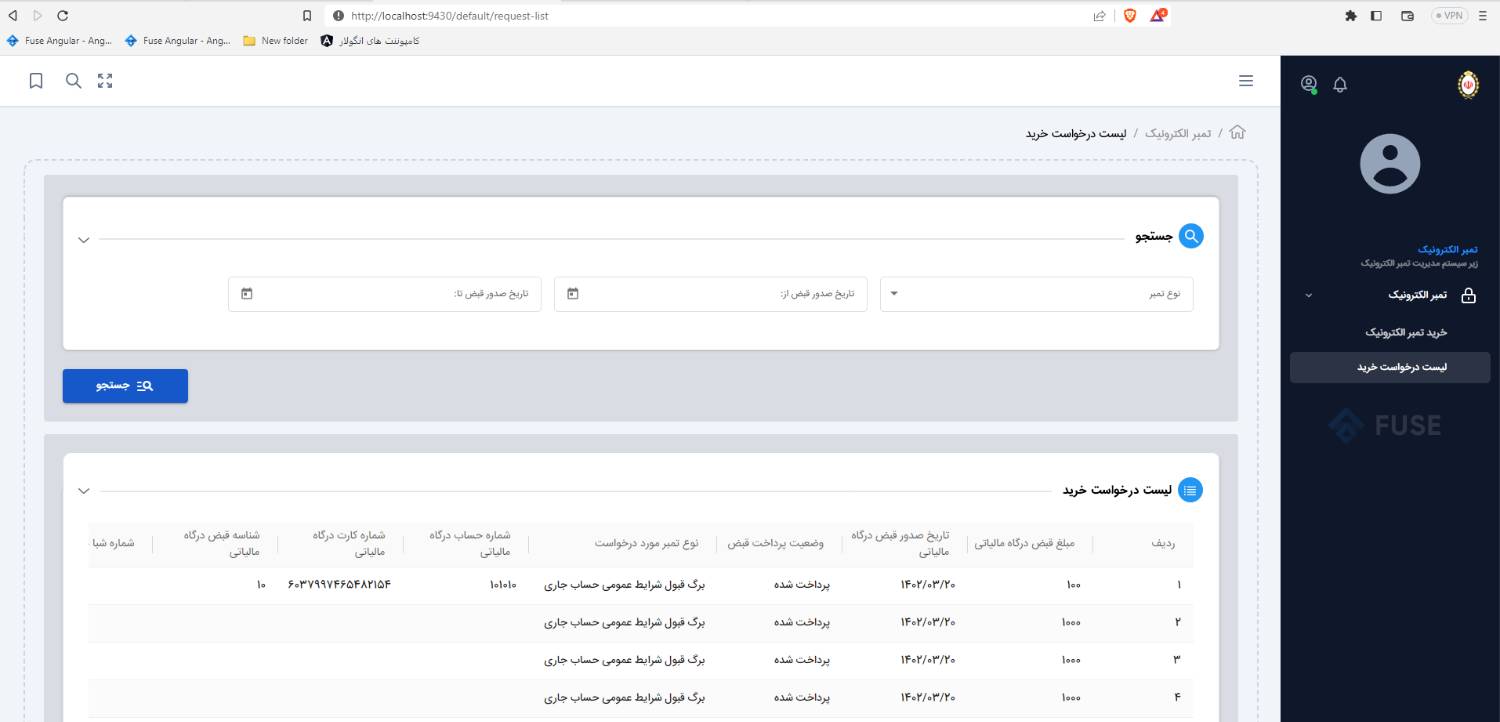 http://localhost:9430/default/request-list
4
VPN
Fuse Angular - Ang...
Fuse Angular - Ang...
New folder
کامپوننت های انگولار
تمبر الکترونیک / لیست درخواست خرید
تمبر الکترونیک
زیر سیستم مدیریت تمبر الکترونیک
تمبر الکترونیک
خرید تمبر الکترونیک
لیست درخواست خرید
FUSE
جستجو
نوع تمبر
تاریخ صدور قبض از:
تاریخ صدور قبض تا:
جستجو
لیست درخواست خرید
ردیف مبلغ قبض درگاه مالیاتی تاریخ صدور قبض درگاه مالیاتی وضعیت پرداخت قبض نوع تمبر مورد درخواست شماره حساب درگاه مالیاتی شماره کارت درگاه مالیاتی شناسه قبض درگاه مالیاتی شماره شبا
۱ ۱۰۰ ۱۴۰۲/۰۳/۲۰ پرداخت شده برگ قبول شرایط عمومی حساب جاری ۱۰۱۰۱۰ ۶۰۳۷۹۹۷۴۶۵۴۸۲۱۵۴ ۱۰
۲ ۱۰۰۰ ۱۴۰۲/۰۳/۲۰ پرداخت شده برگ قبول شرایط عمومی حساب جاری
۳ ۱۰۰۰ ۱۴۰۲/۰۳/۲۰ پرداخت شده برگ قبول شرایط عمومی حساب جاری
۴ ۱۰۰۰ ۱۴۰۲/۰۳/۲۰ پرداخت شده برگ قبول شرایط عمومی حساب جاری